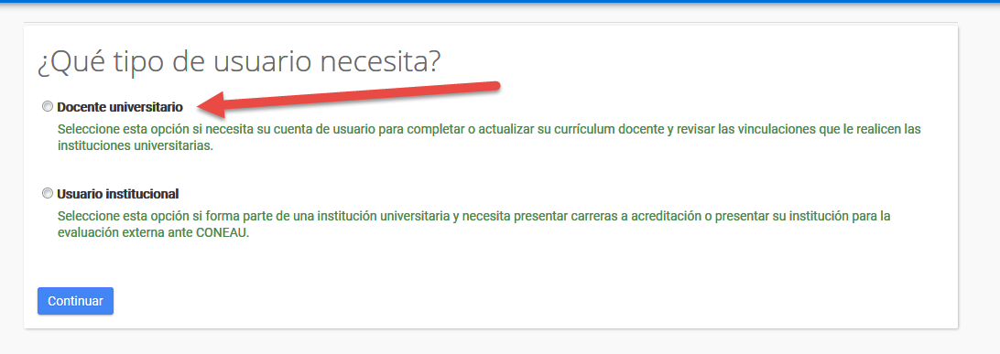 ¿Qué tipo de usuario necesita?
Docente universitario
Seleccione esta opción si necesita su cuenta de usuario para completar o actualizar su currículum docente y revisar las vinculaciones que le realicen las
instituciones universitarias.
Usuario institucional
Seleccione esta opción si forma parte de una institución universitaria y necesita presentar carreras a acreditación o presentar su institución para la
evaluación externa ante CONEAU.
Continuar